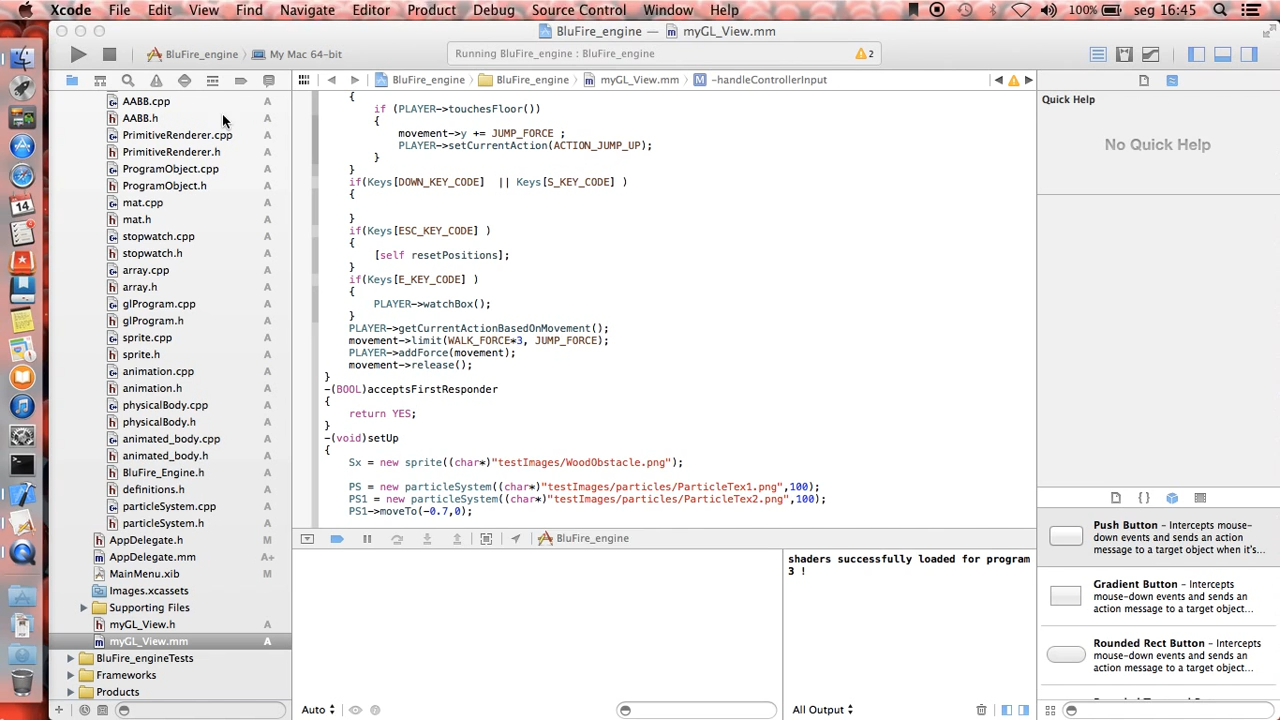 Xcode File Edit View Find Navigate Editor Product Debug Source Control Window Help 100% seg 16:45
BluFire_engine — myGL_View.mm
BluFire_engine My Mac 64-bit
Running BluFire_engine : BluFire_engine
2
BluFire_engine BluFire_engine myGL_View.mm M -handleControllerInput
AABB.cpp A
AABB.h A
PrimitiveRenderer.cpp A
PrimitiveRenderer.h A
ProgramObject.cpp A
ProgramObject.h A
mat.cpp A
mat.h A
stopwatch.cpp A
stopwatch.h A
array.cpp A
array.h A
glProgram.cpp A
glProgram.h A
sprite.cpp A
sprite.h A
animation.cpp A
animation.h A
physicalBody.cpp A
physicalBody.h A
animated_body.cpp A
animated_body.h A
BluFire_Engine.h A
definitions.h A
particleSystem.cpp A
particleSystem.h A
AppDelegate.h M
AppDelegate.mm A+
MainMenu.xib M
Images.xcassets
Supporting Files
myGL_View.h A
myGL_View.mm A
BluFire_engineTests
Frameworks
Products
{
if (PLAYER->touchesFloor())
{
movement->y += JUMP_FORCE ;
PLAYER->setCurrentAction(ACTION_JUMP_UP);
}
}
if(Keys[DOWN_KEY_CODE] || Keys[S_KEY_CODE] )
{
}
if(Keys[ESC_KEY_CODE] )
{
[self resetPositions];
}
if(Keys[E_KEY_CODE] )
{
PLAYER->watchBox();
}
PLAYER->getCurrentActionBasedOnMovement();
movement->limit(WALK_FORCE*3, JUMP_FORCE);
PLAYER->addForce(movement);
movement->release();
}
-(BOOL)acceptsFirstResponder
{
return YES;
}
-(void)setUp
{
Sx = new sprite((char*)"testImages/WoodObstacle.png");
PS = new particleSystem((char*)"testImages/particles/ParticleTex1.png",100);
PS1 = new particleSystem((char*)"testImages/particles/ParticleTex2.png",100);
PS1->moveTo(-0.7,0);
BluFire_engine
shaders successfully loaded for program
3 !
Auto
All Output
Quick Help
No Quick Help
Push Button – Intercepts mouse-
down events and sends an
action message to a target object when it's...
Gradient Button – Intercepts
mouse-down events and sends an
action message to a target object...
Rounded Rect Button – Intercepts
mouse-down events and sends an
action message to a target object...